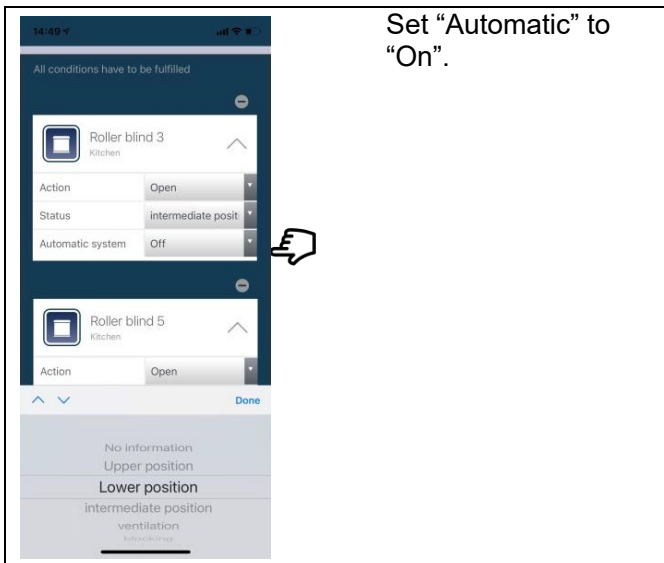 14:49
All conditions have to be fulfilled
Roller blind 3
Kitchen
Action Open
Status intermediate posit
Automatic system Off
Roller blind 5
Kitchen
Action Open
Done
No information
Upper position
Lower position
intermediate position
ventilation
blocking
Set “Automatic” to
“On”.